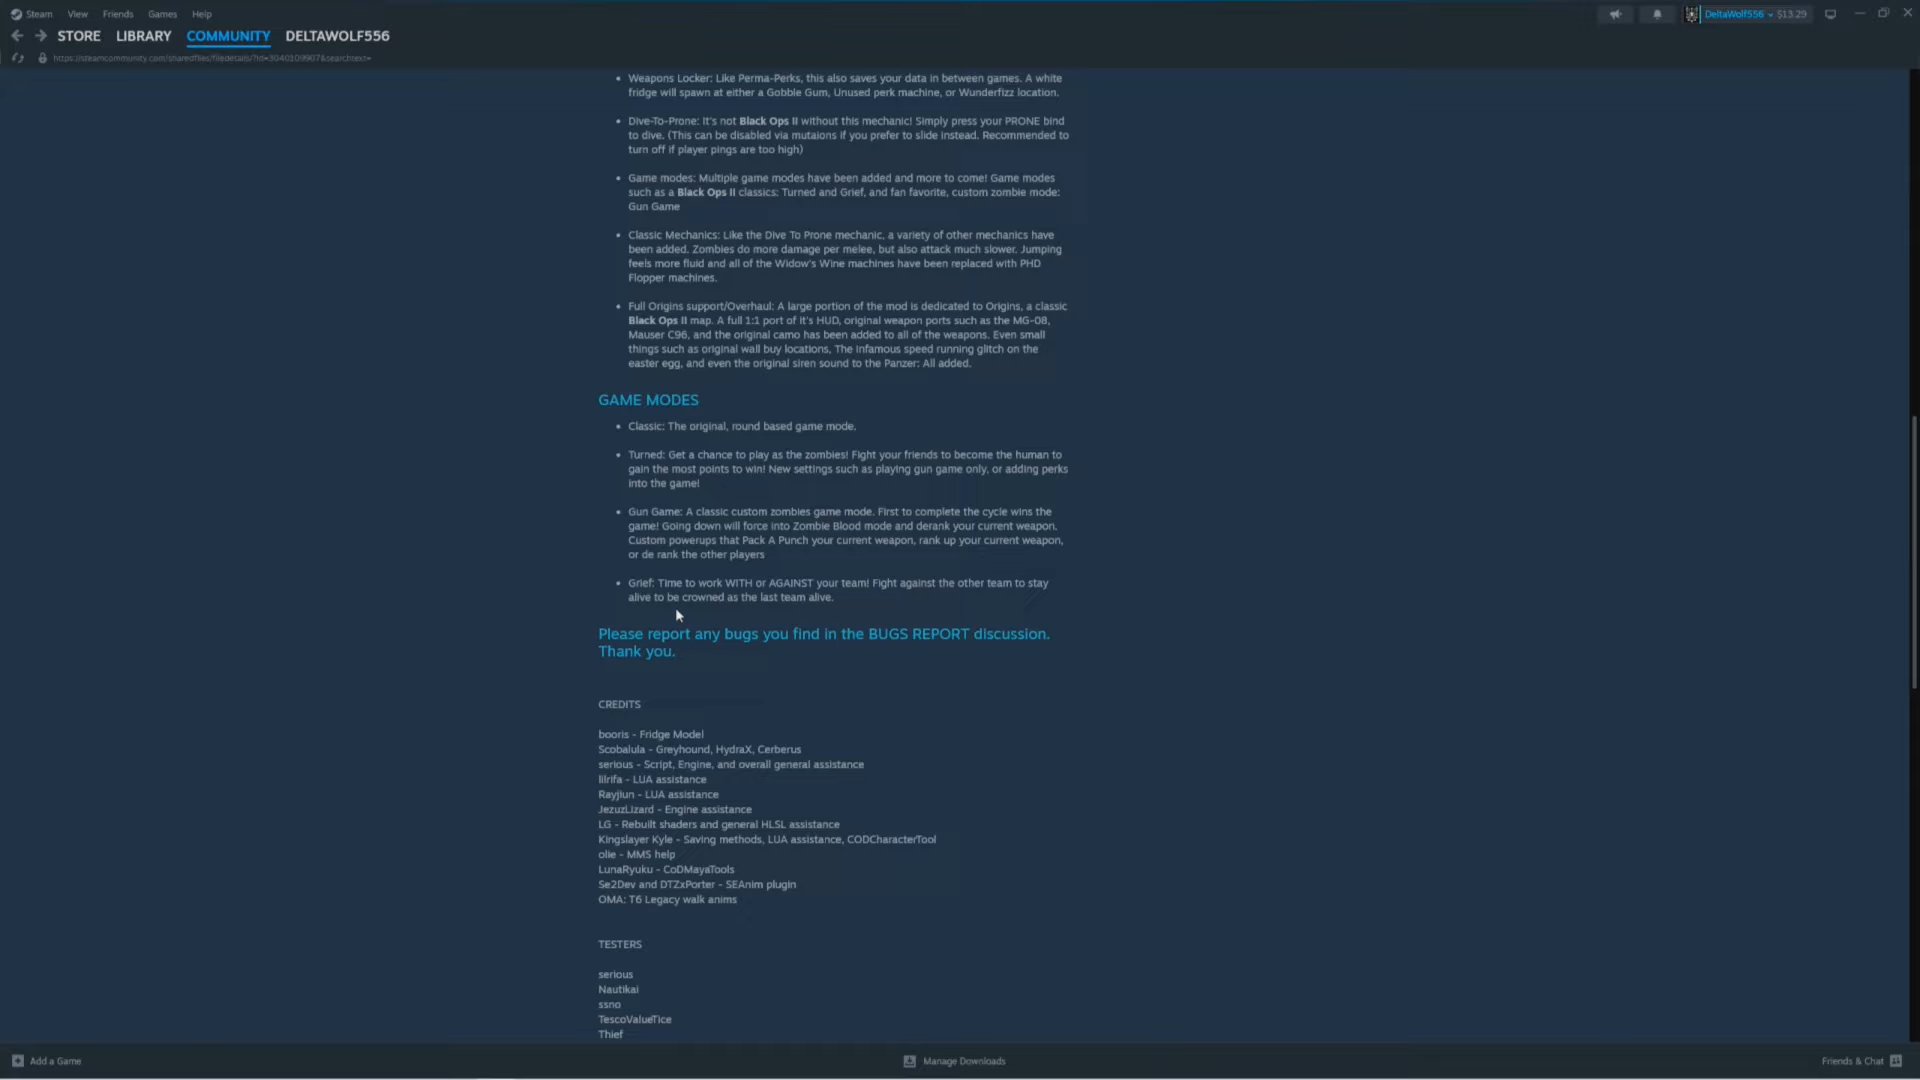 Steam View Friends Games Help
DeltaWolf556 $13.29
STORE LIBRARY COMMUNITY DELTAWOLF556
https://steamcommunity.com/sharedfiles/filedetails/?id=3040109907&searchtext=
• Weapons Locker: Like Perma-Perks, this also saves your data in between games. A white
fridge will spawn at either a Gobble Gum, Unused perk machine, or Wunderfizz location.
• Dive-To-Prone: It's not Black Ops II without this mechanic! Simply press your PRONE bind
to dive. (This can be disabled via mutaions if you prefer to slide instead. Recommended to
turn off if player pings are too high)
• Game modes: Multiple game modes have been added and more to come! Game modes
such as a Black Ops II classics: Turned and Grief, and fan favorite, custom zombie mode:
Gun Game
• Classic Mechanics: Like the Dive To Prone mechanic, a variety of other mechanics have
been added. Zombies do more damage per melee, but also attack much slower. Jumping
feels more fluid and all of the Widow's Wine machines have been replaced with PHD
Flopper machines.
• Full Origins support/Overhaul: A large portion of the mod is dedicated to Origins, a classic
Black Ops II map. A full 1:1 port of it's HUD, original weapon ports such as the MG-08,
Mauser C96, and the original camo has been added to all of the weapons. Even small
things such as original wall buy locations, The infamous speed running glitch on the
easter egg, and even the original siren sound to the Panzer: All added.
GAME MODES
• Classic: The original, round based game mode.
• Turned: Get a chance to play as the zombies! Fight your friends to become the human to
gain the most points to win! New settings such as playing gun game only, or adding perks
into the game!
• Gun Game: A classic custom zombies game mode. First to complete the cycle wins the
game! Going down will force into Zombie Blood mode and derank your current weapon.
Custom powerups that Pack A Punch your current weapon, rank up your current weapon,
or de rank the other players
• Grief: Time to work WITH or AGAINST your team! Fight against the other team to stay
alive to be crowned as the last team alive.
Please report any bugs you find in the BUGS REPORT discussion.
Thank you.
CREDITS
booris - Fridge Model
Scobalula - Greyhound, HydraX, Cerberus
serious - Script, Engine, and overall general assistance
lilrifa - LUA assistance
Rayjiun - LUA assistance
JezuzLizard - Engine assistance
LG - Rebuilt shaders and general HLSL assistance
Kingslayer Kyle - Saving methods, LUA assistance, CODCharacterTool
olie - MMS help
LunaRyuku - CoDMayaTools
Se2Dev and DTZxPorter - SEAnim plugin
OMA: T6 Legacy walk anims
TESTERS
serious
Nautikai
ssno
TescoValueTice
Thief
Add a Game Manage Downloads Friends & Chat